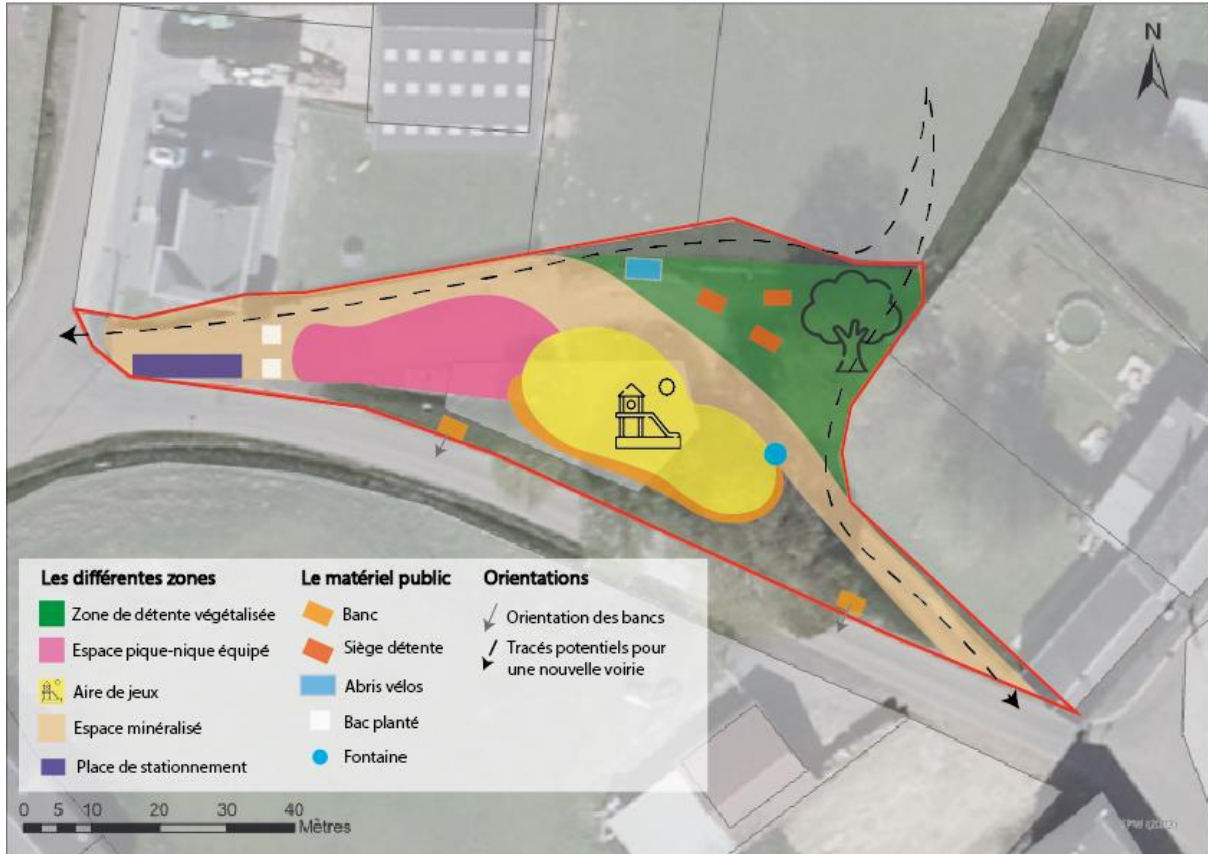 N
Les différentes zones
Zone de détente végétalisée
Espace pique-nique équipé
Aire de jeux
Espace minéralisé
Place de stationnement
Le matériel public
Banc
Siège détente
Abris vélos
Bac planté
Fontaine
Orientations
Orientation des bancs
Tracés potentiels pour
une nouvelle voirie
0 5 10 20 30 40
Mètres